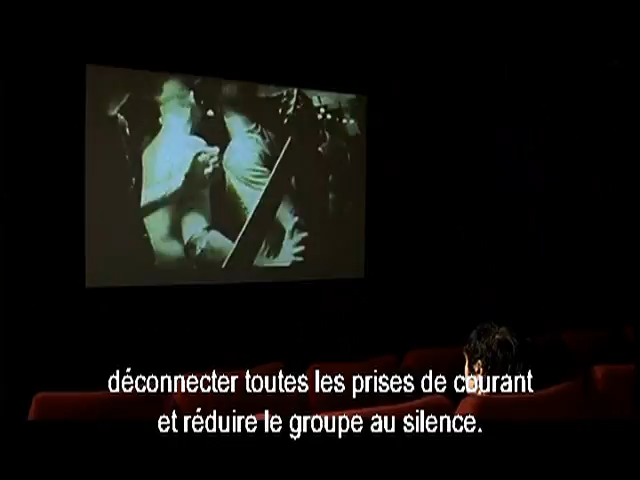 déconnecter toutes les prises de courant
et réduire le groupe au silence.